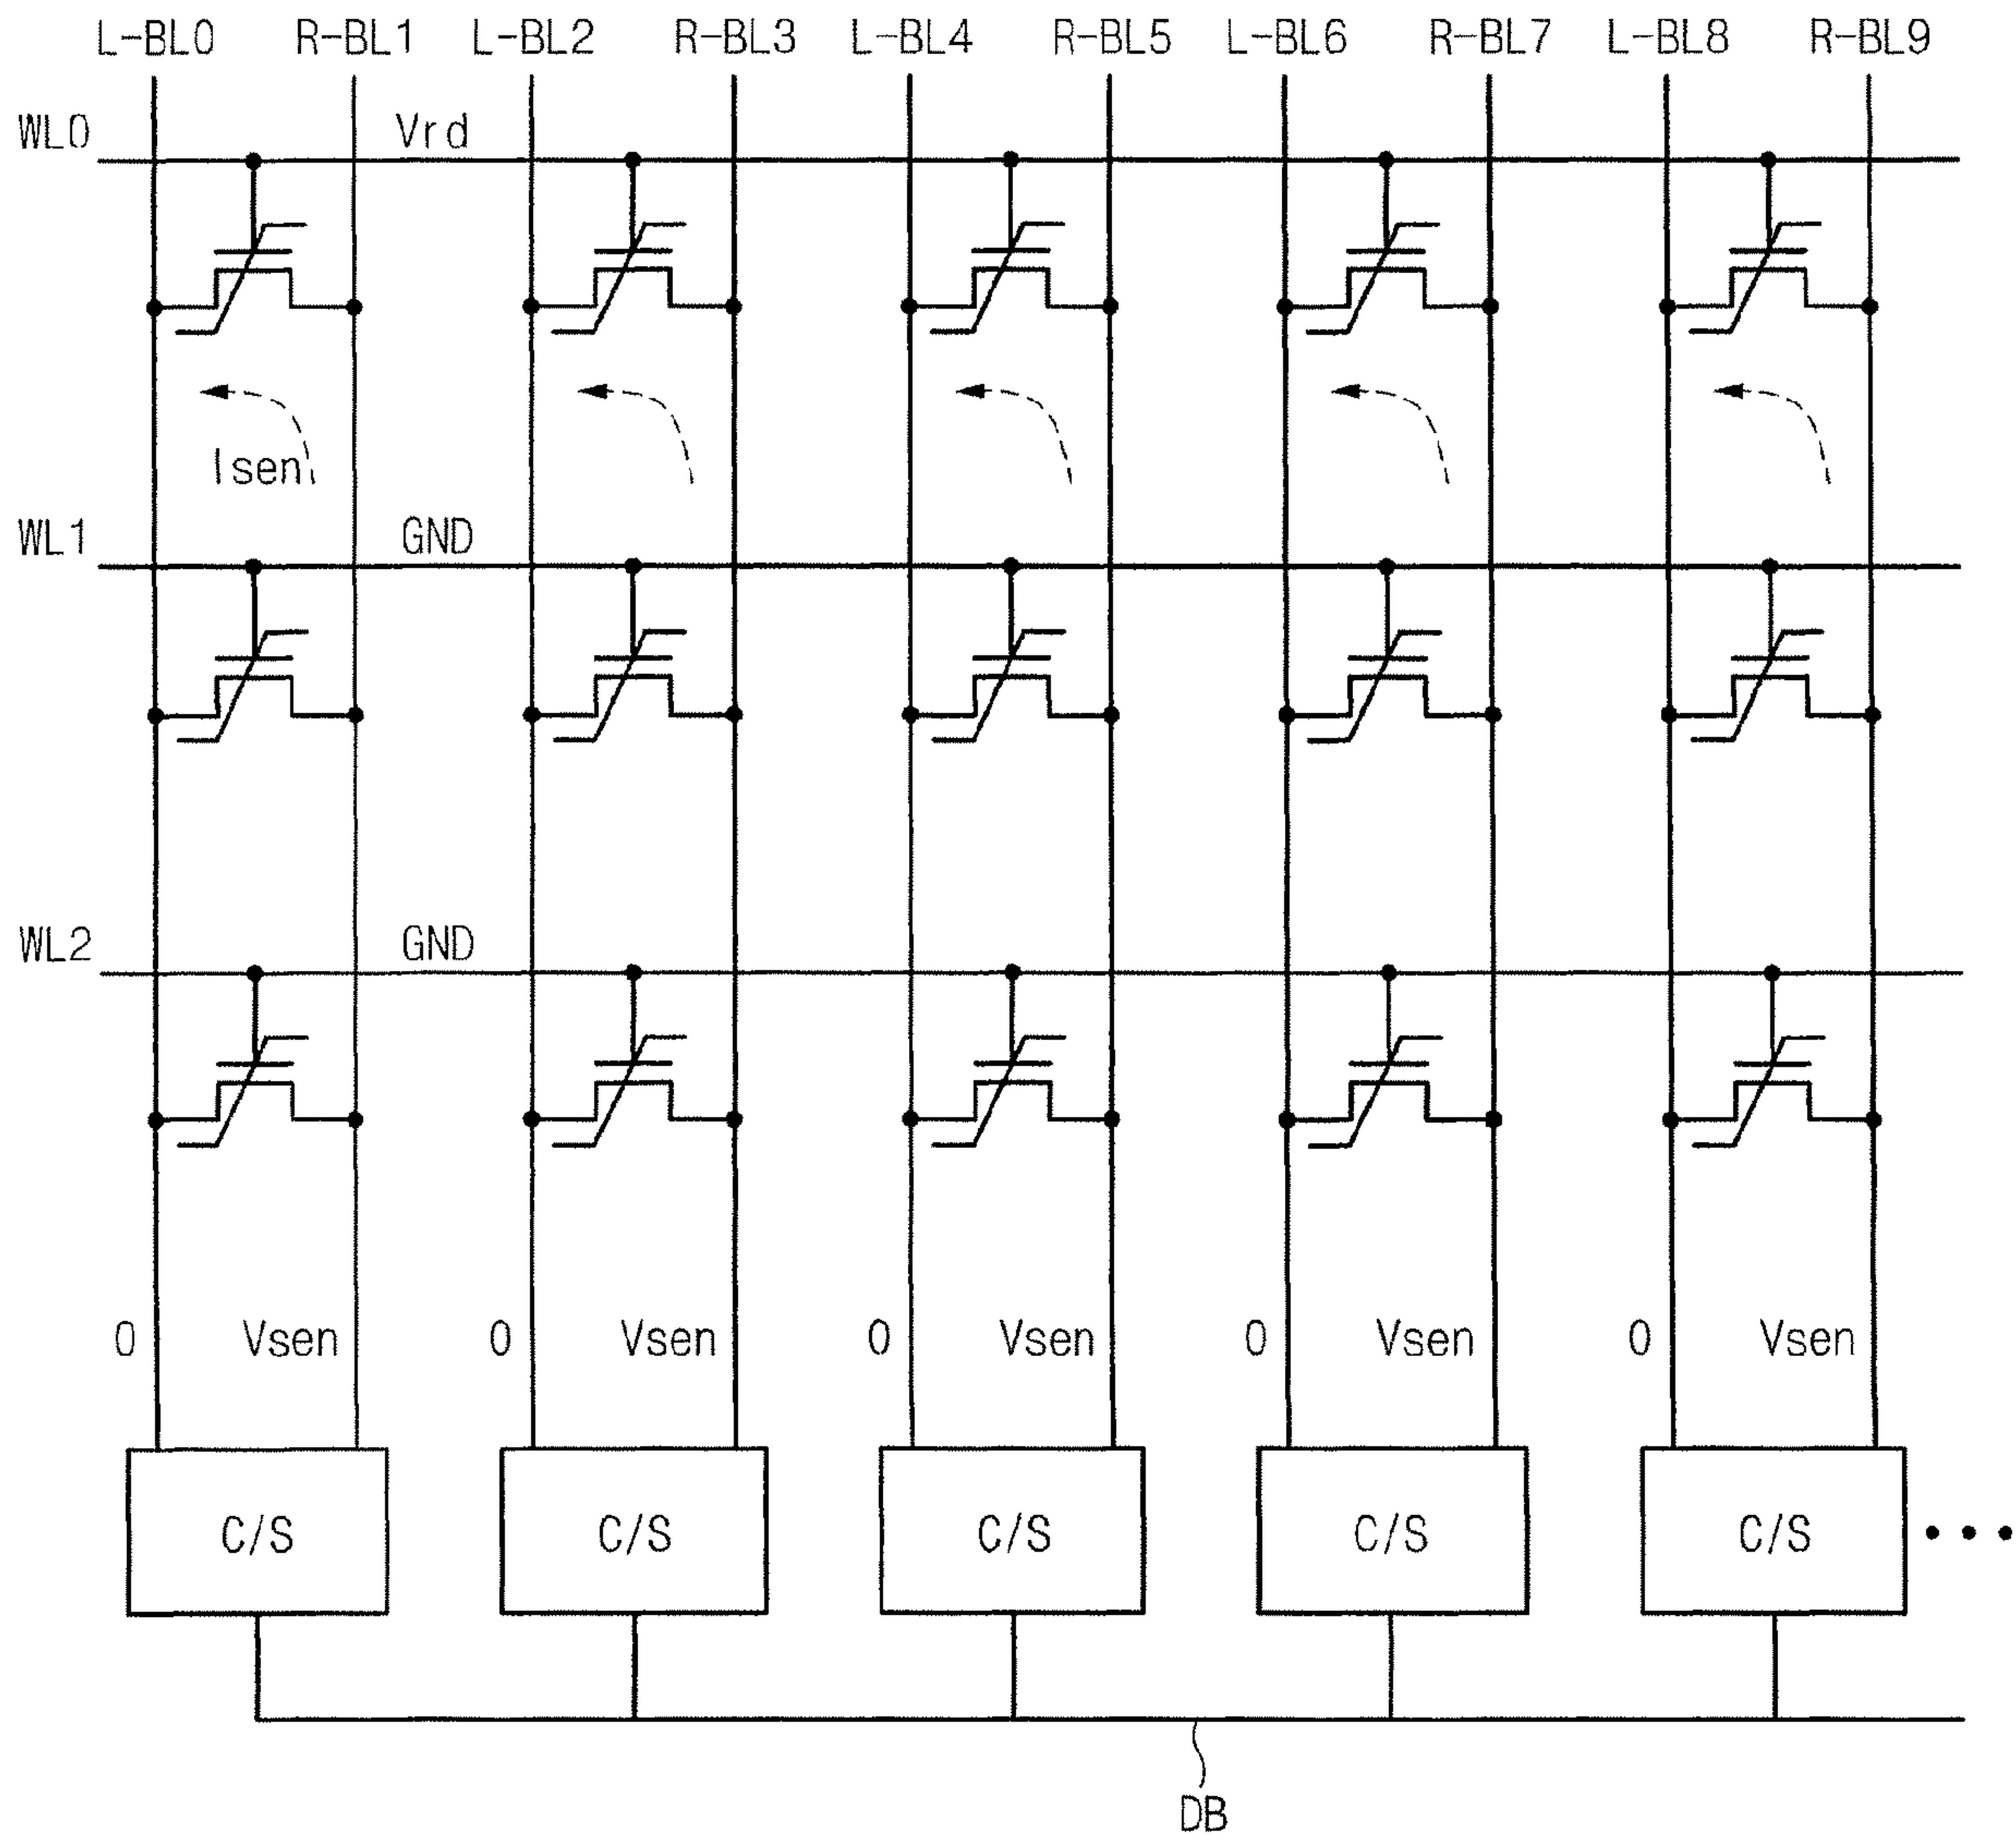 L-BL0 R-BL1 L-BL2 R-BL3 L-BL4 R-BL5 L-BL6 R-BL7 L-BL8 R-BL9
WL0 Vrd
Isen
WL1 GND
WL2 GND
0 Vsen 0 Vsen 0 Vsen 0 Vsen 0 Vsen
C/S C/S C/S C/S C/S • • •
DB